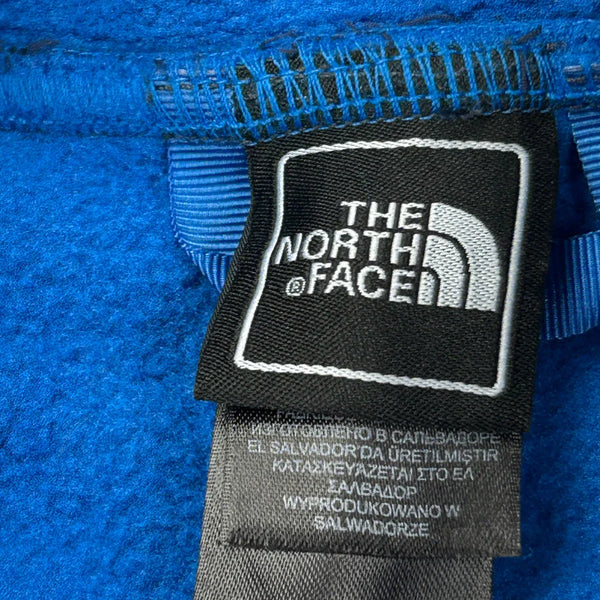 THE
NORTH
® FACE
ИЗГОТОВЛЕНО В САЛЬВАДОРЕ
EL SALVADOR'DA ÜRETILMIŞTIR
ΚΑΤΑΣΚΕΥΑΖΕΤΑΙ ΣΤΟ ΕΛ
ΣΑΛΒΑΔΟΡ
WYPRODUKOWANO W
SALWADORZE